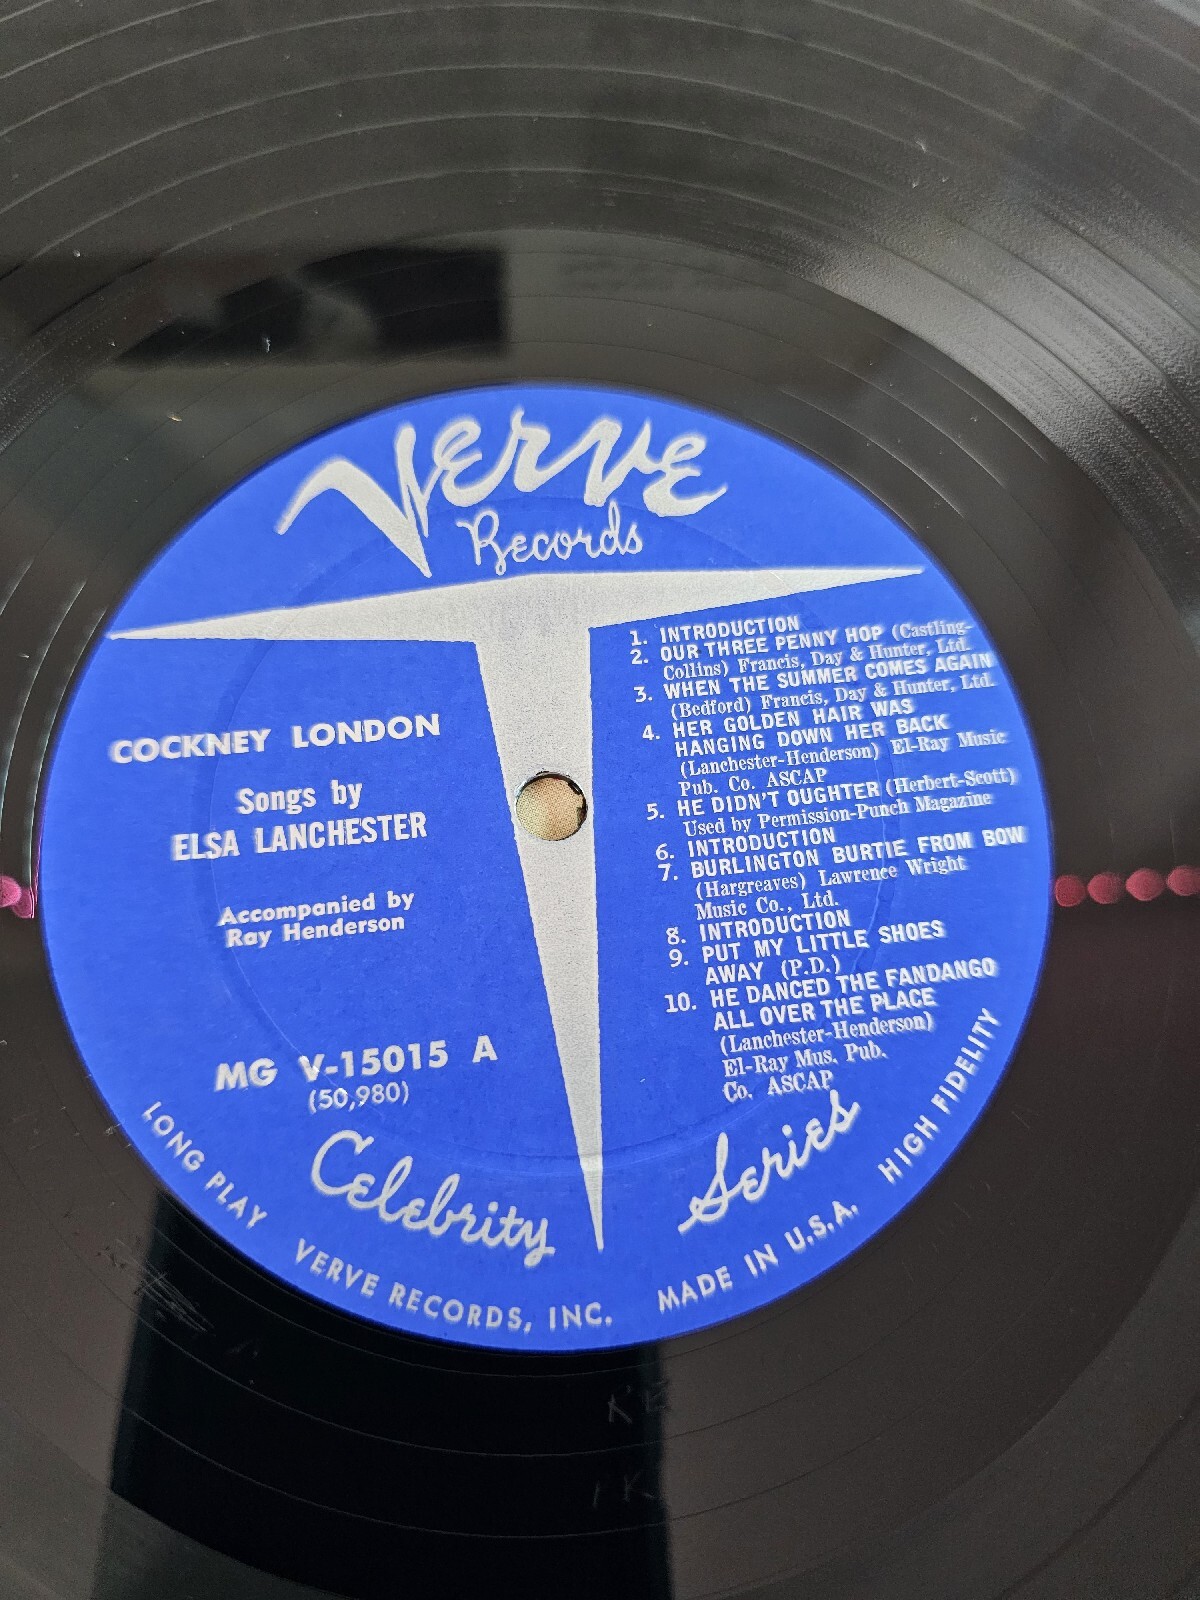 Verve
Records
COCKNEY LONDON
Songs by
ELSA LANCHESTER
Accompanied by
Ray Henderson
MG V-15015 A
(50,980)
1. INTRODUCTION
2. OUR THREE PENNY HOP (Castling-
Collins) Francis, Day & Hunter, Ltd.
3. WHEN THE SUMMER COMES AGAIN
(Bedford) Francis, Day & Hunter, Ltd.
4. HER GOLDEN HAIR WAS
HANGING DOWN HER BACK
(Lanchester-Henderson) El-Ray Music
Pub. Co. ASCAP
5. HE DIDN'T OUGHTER (Herbert-Scott)
Used by Permission-Punch Magazine
6. INTRODUCTION
7. BURLINGTON BURTIE FROM BOW
(Hargreaves) Lawrence Wright
Music Co., Ltd.
8. INTRODUCTION
9. PUT MY LITTLE SHOES
AWAY (P.D.)
10. HE DANCED THE FANDANGO
ALL OVER THE PLACE
(Lanchester-Henderson)
El-Ray Mus. Pub.
Co. ASCAP
Celebrity Series
LONG PLAY VERVE RECORDS, INC. MADE IN U.S.A. HIGH FIDELITY